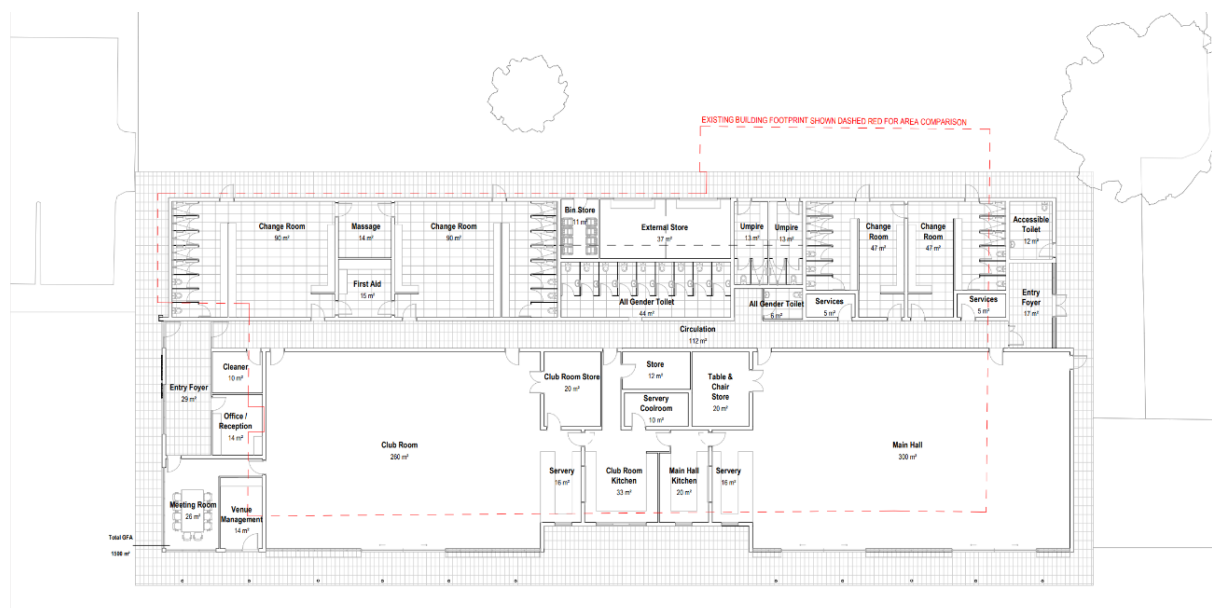 EXISTING BUILDING FOOTPRINT SHOWN DASHED RED FOR AREA COMPARISON
Change Room
90 m²
Massage
14 m²
Change Room
90 m²
First Aid
15 m²
Bin Store
11 m²
External Store
37 m²
Umpire
13 m²
Umpire
13 m²
Change
Room
47 m²
Change
Room
47 m²
Accessible
Toilet
12 m²
All Gender Toilet
44 m²
All Gender Toilet
6 m²
Services
5 m²
Services
5 m²
Entry
Foyer
17 m²
Circulation
112 m²
Entry Foyer
29 m²
Cleaner
10 m²
Office /
Reception
14 m²
Club Room
260 m²
Club Room Store
20 m²
Store
12 m²
Servery
Coolroom
10 m²
Table &
Chair
Store
20 m²
Main Hall
300 m²
Servery
16 m²
Club Room
Kitchen
33 m²
Main Hall
Kitchen
20 m²
Servery
16 m²
Meeting Room
26 m²
Venue
Management
14 m²
Total GFA
1500 m²